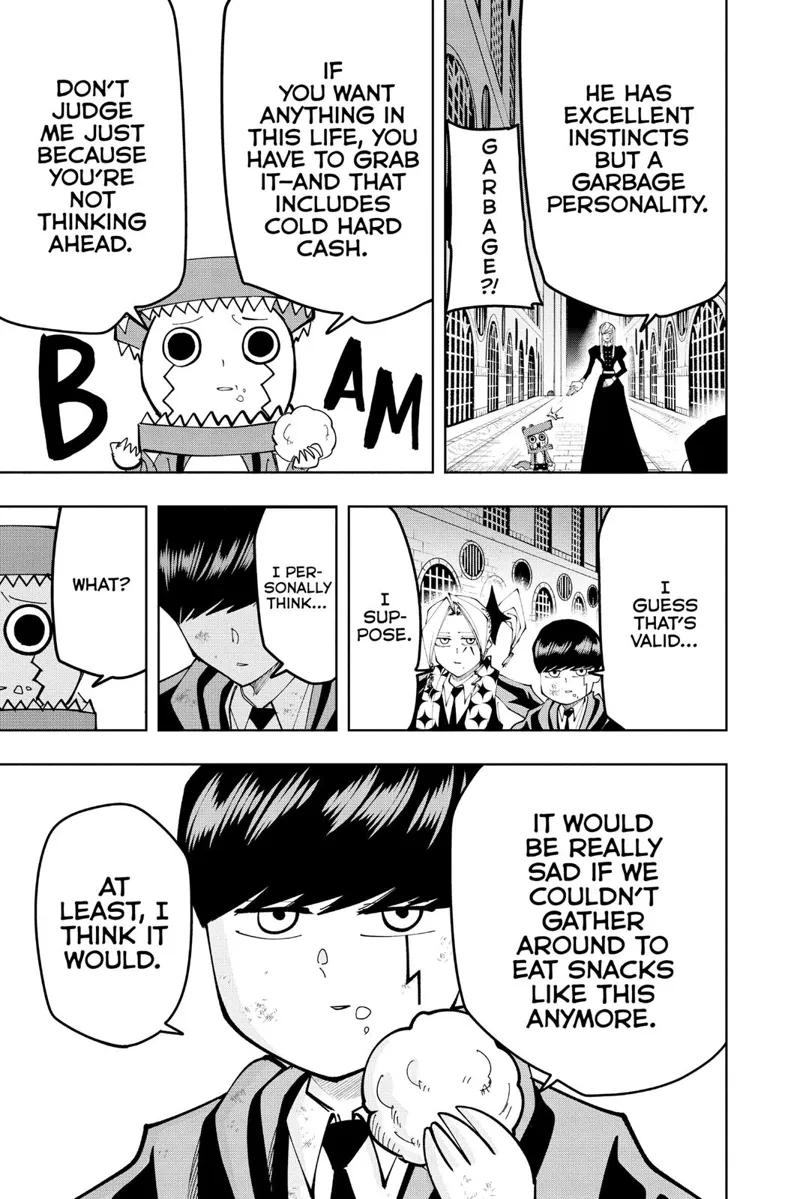 HE HAS
EXCELLENT
INSTINCTS
BUT A
GARBAGE
PERSONALITY.
GARBAGE?!
IF
YOU WANT
ANYTHING IN
THIS LIFE, YOU
HAVE TO GRAB
IT—AND THAT
INCLUDES
COLD HARD
CASH.
DON'T
JUDGE
ME JUST
BECAUSE
YOU'RE
NOT
THINKING
AHEAD.
BAM
I
GUESS
THAT'S
VALID...
I
SUP-
POSE.
I PER-
SONALLY
THINK...
WHAT?
IT WOULD
BE REALLY
SAD IF WE
COULDN'T
GATHER
AROUND TO
EAT SNACKS
LIKE THIS
ANYMORE.
AT
LEAST, I
THINK IT
WOULD.